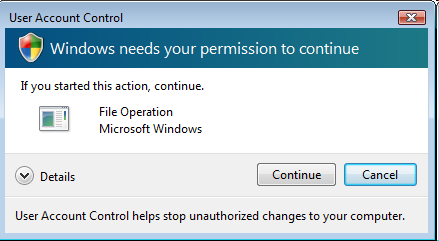 User Account Control
Windows needs your permission to continue
If you started this action, continue.
File Operation
Microsoft Windows
Details
Continue
Cancel
User Account Control helps stop unauthorized changes to your computer.